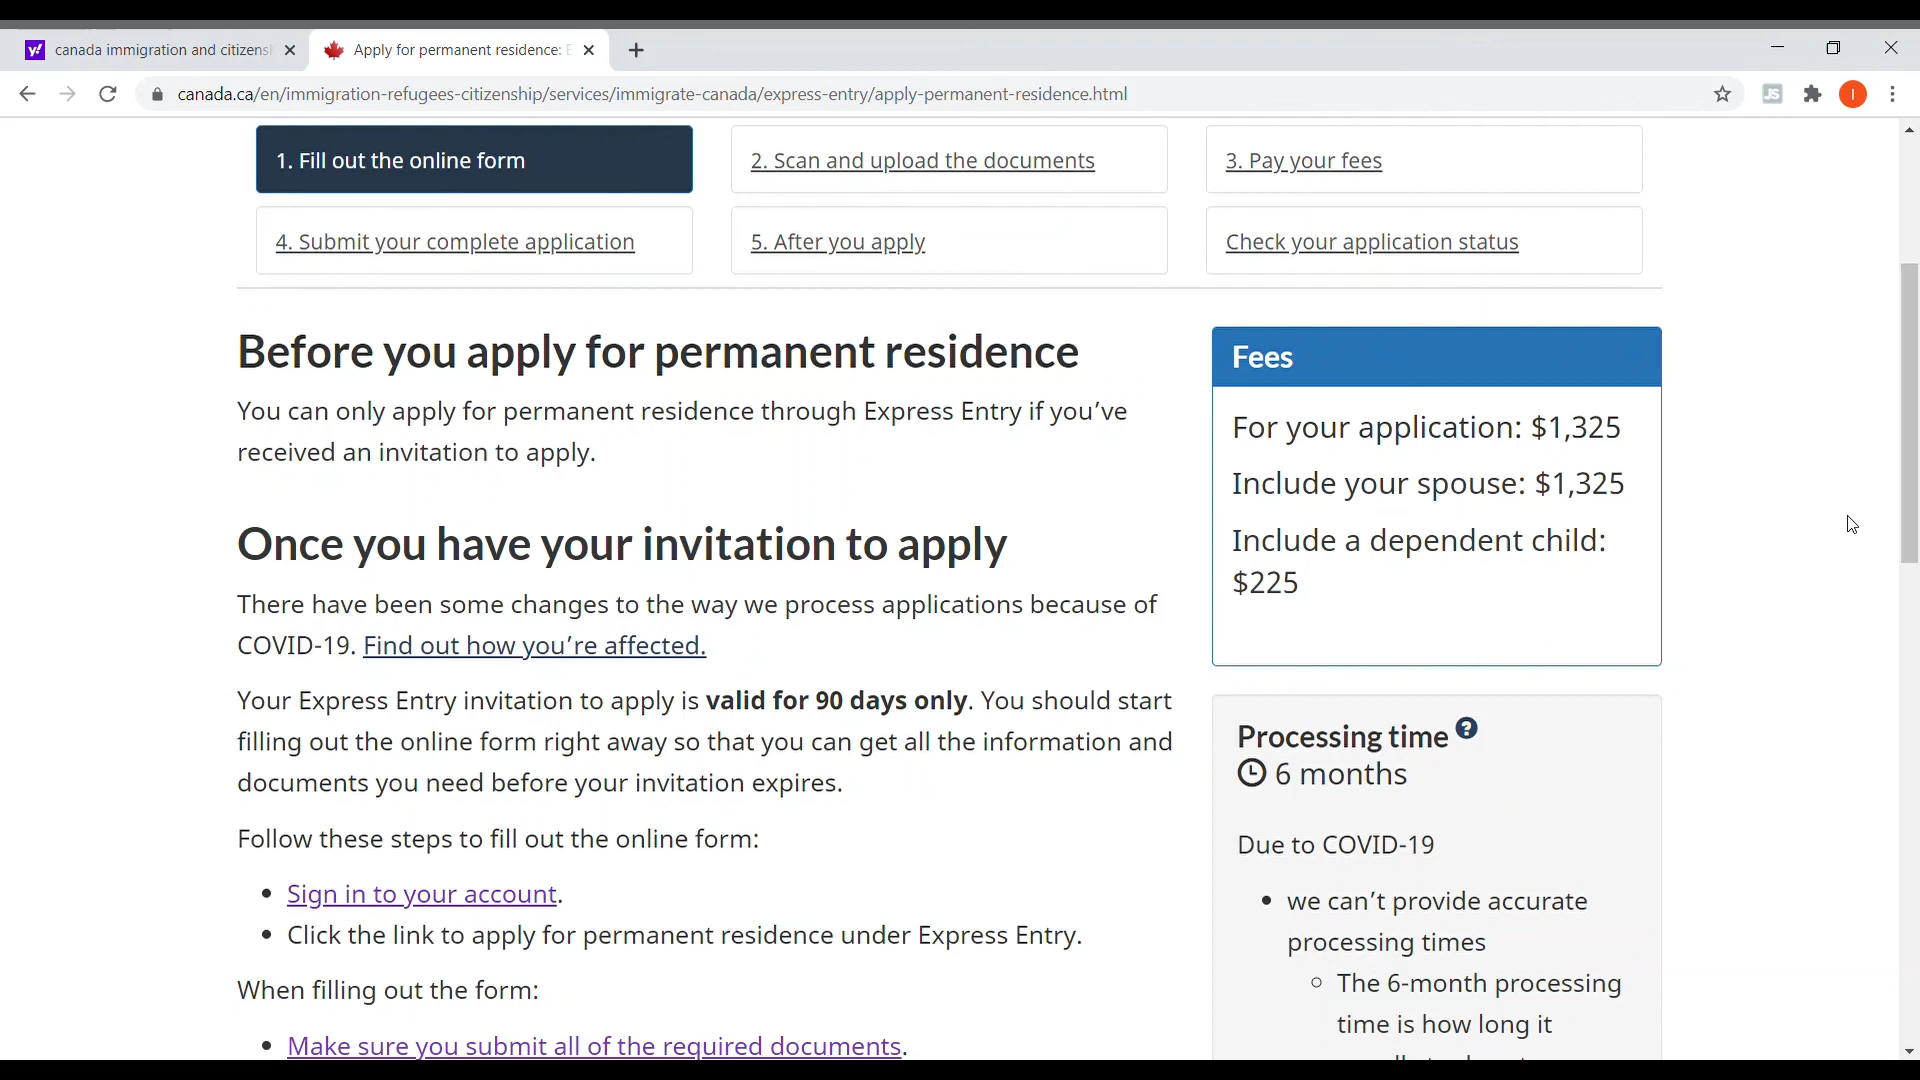 canada immigration and citizens
Apply for permanent residence:
canada.ca/en/immigration-refugees-citizenship/services/immigrate-canada/express-entry/apply-permanent-residence.html
JS
I
1. Fill out the online form
2. Scan and upload the documents
3. Pay your fees
4. Submit your complete application
5. After you apply
Check your application status
Before you apply for permanent residence
You can only apply for permanent residence through Express Entry if you’ve
received an invitation to apply.
Once you have your invitation to apply
There have been some changes to the way we process applications because of
COVID-19. Find out how you’re affected.
Your Express Entry invitation to apply is valid for 90 days only. You should start
filling out the online form right away so that you can get all the information and
documents you need before your invitation expires.
Follow these steps to fill out the online form:
• Sign in to your account.
• Click the link to apply for permanent residence under Express Entry.
When filling out the form:
• Make sure you submit all of the required documents.
Fees
For your application: $1,325
Include your spouse: $1,325
Include a dependent child:
$225
Processing time ?
6 months
Due to COVID-19
• we can’t provide accurate
processing times
◦ The 6-month processing
time is how long it